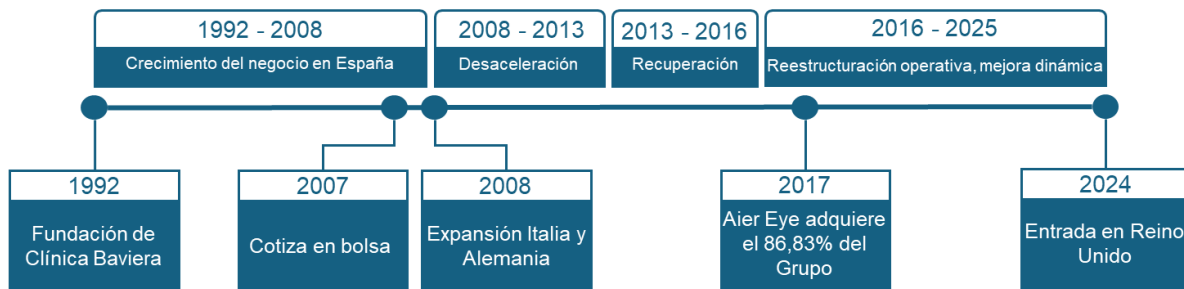 1992 - 2008
Crecimiento del negocio en España
2008 - 2013
Desaceleración
2013 - 2016
Recuperación
2016 - 2025
Reestructuración operativa, mejora dinámica
1992
Fundación de
Clínica Baviera
2007
Cotiza en bolsa
2008
Expansión Italia y
Alemania
2017
Aier Eye adquiere
el 86,83% del
Grupo
2024
Entrada en Reino
Unido